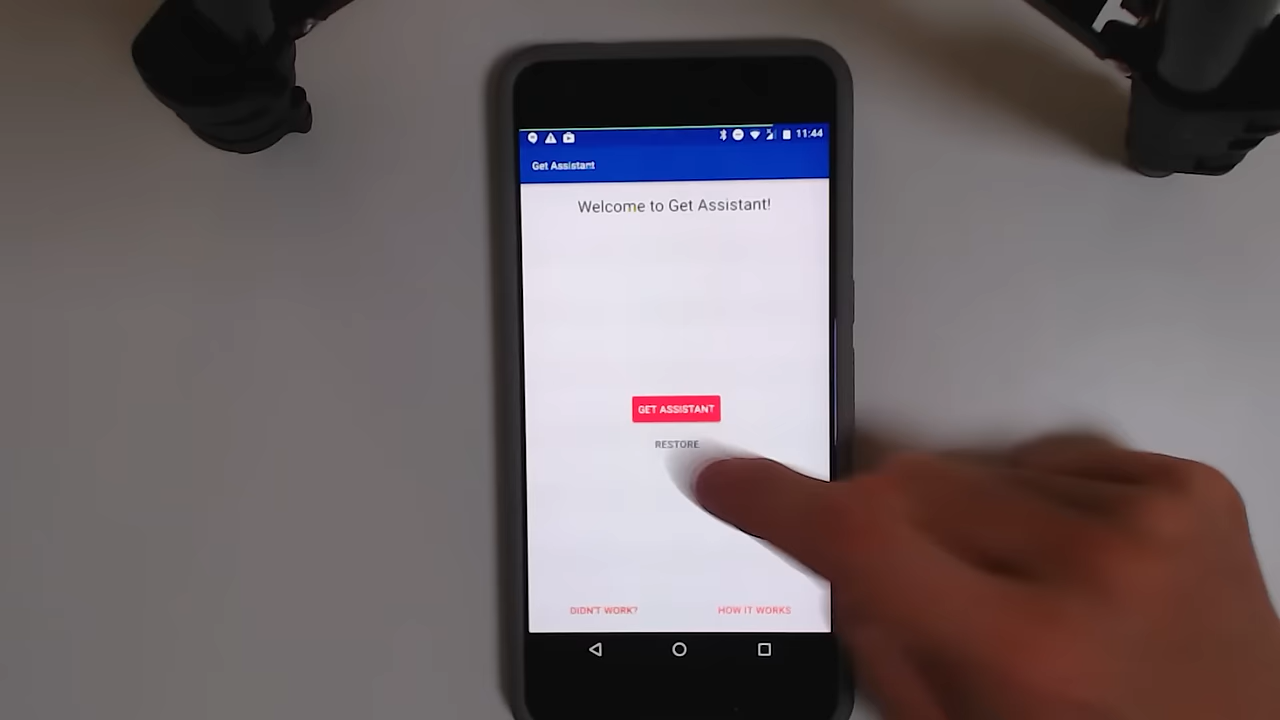 11:44
Get Assistant
Welcome to Get Assistant!
GET ASSISTANT
RESTORE
DIDN'T WORK?
HOW IT WORKS